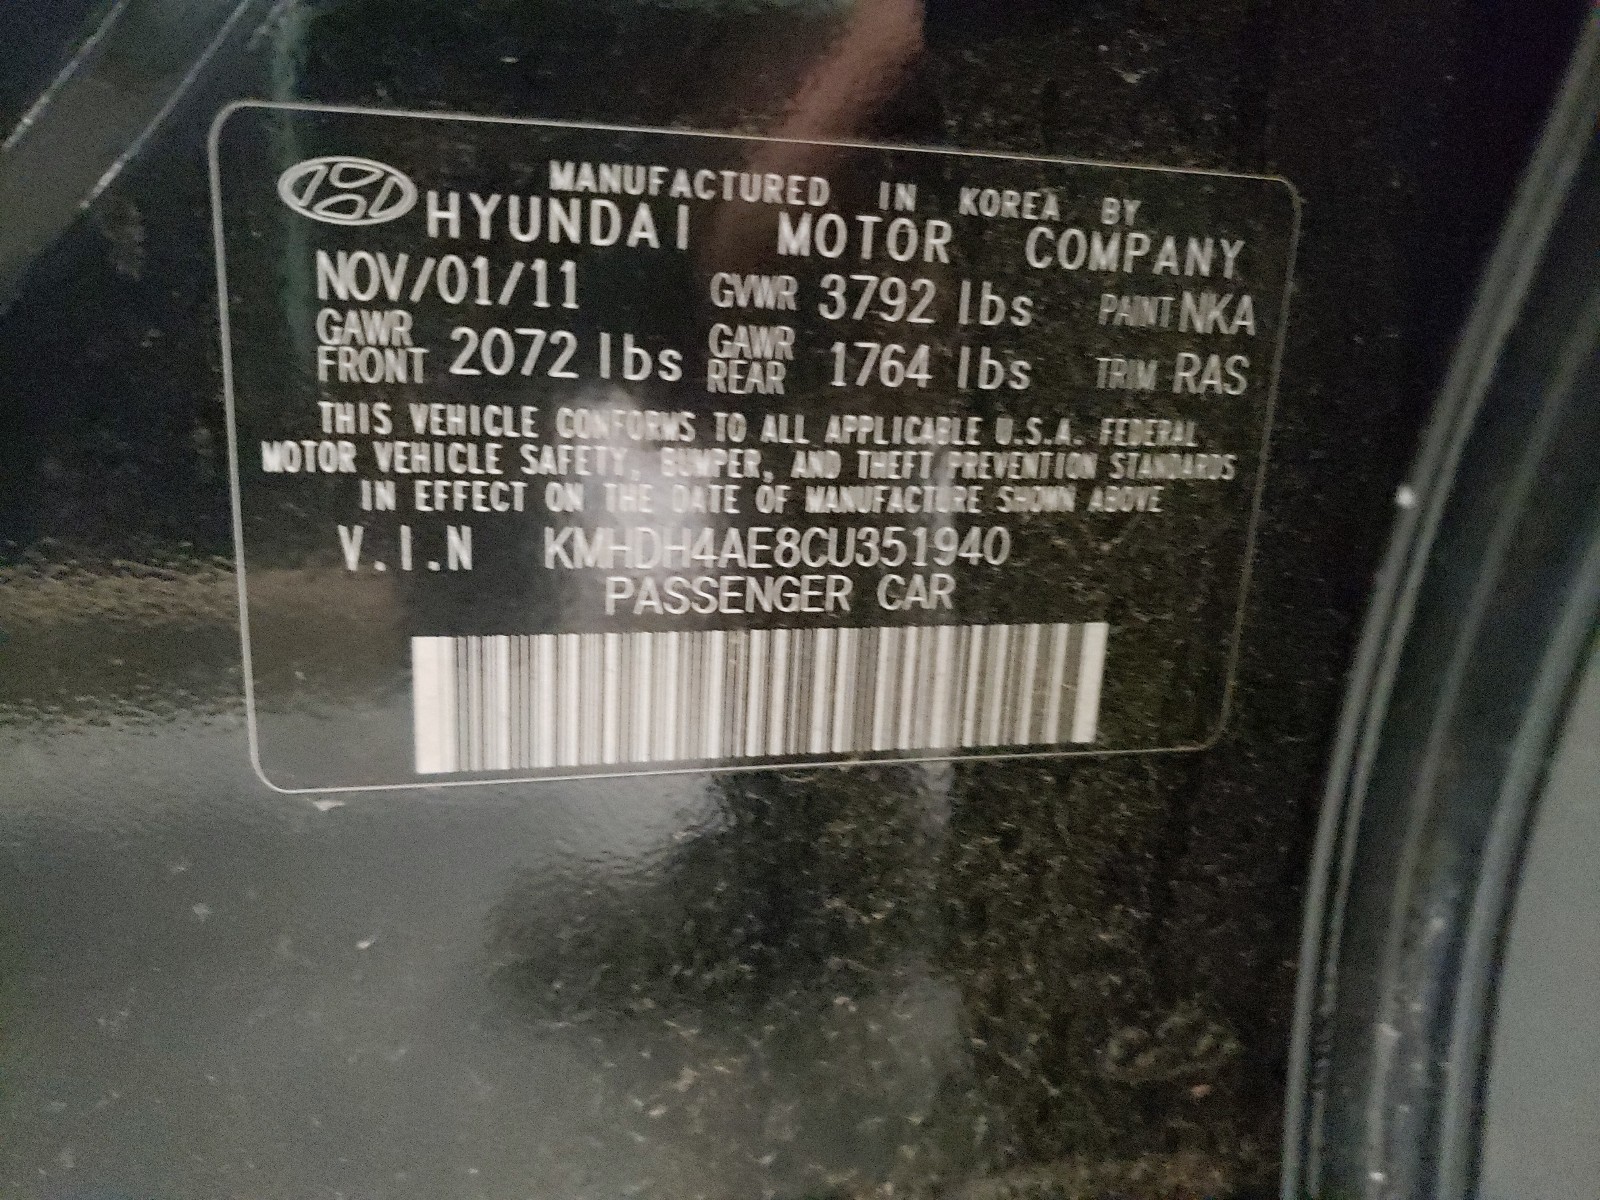 MANUFACTURED IN KOREA BY
HYUNDAI MOTOR COMPANY
NOV/01/11 GVWR 3792 lbs PAINT NKA
GAWR FRONT 2072 lbs GAWR REAR 1764 lbs TRIM RAS
THIS VEHICLE CONFORMS TO ALL APPLICABLE U.S.A. FEDERAL
MOTOR VEHICLE SAFETY, BUMPER, AND THEFT PREVENTION STANDARDS
IN EFFECT ON THE DATE OF MANUFACTURE SHOWN ABOVE
V.I.N KMHDH4AE8CU351940
PASSENGER CAR